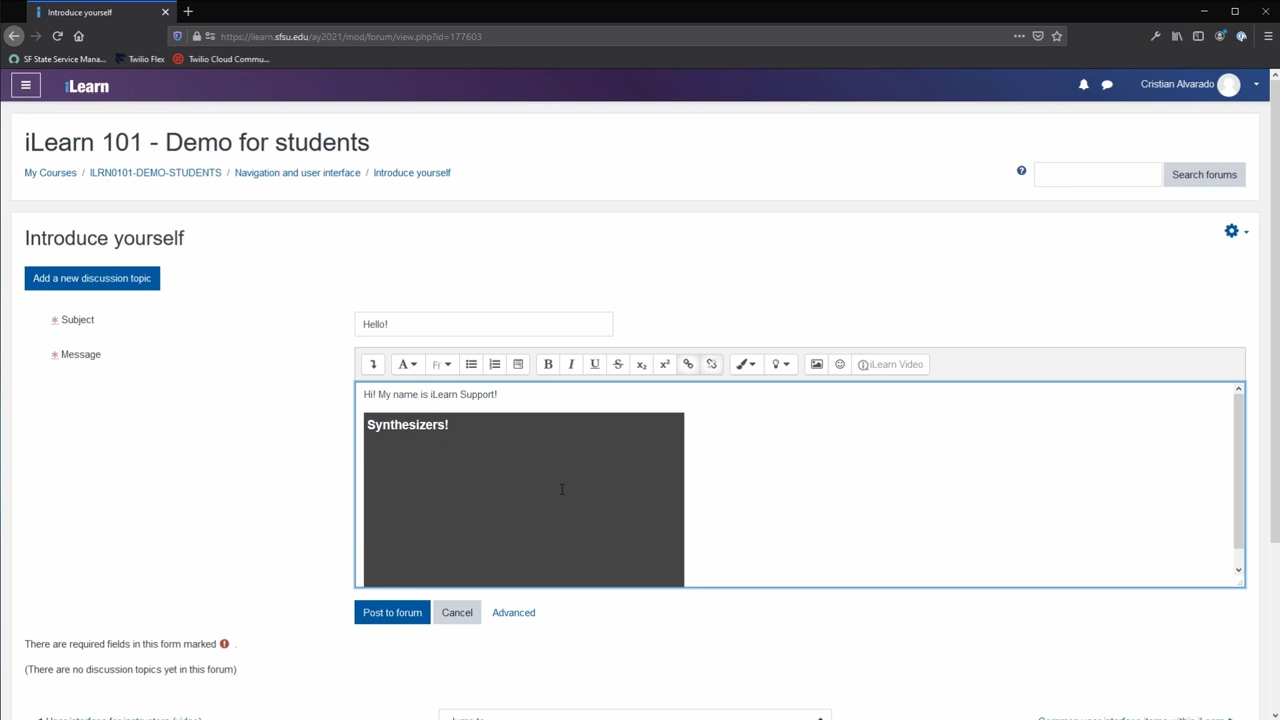 Introduce yourself
https://ilearn.sfsu.edu/ay2021/mod/forum/view.php?id=177603
SF State Service Mana...
Twilio Flex
Twilio Cloud Commu...
iLearn
Cristian Alvarado
iLearn 101 - Demo for students
My Courses / ILRN0101-DEMO-STUDENTS / Navigation and user interface / Introduce yourself
Search forums
Introduce yourself
Add a new discussion topic
Subject
Hello!
Message
iLearn Video
Hi! My name is iLearn Support!
Synthesizers!
Post to forum
Cancel
Advanced
There are required fields in this form marked .
(There are no discussion topics yet in this forum)